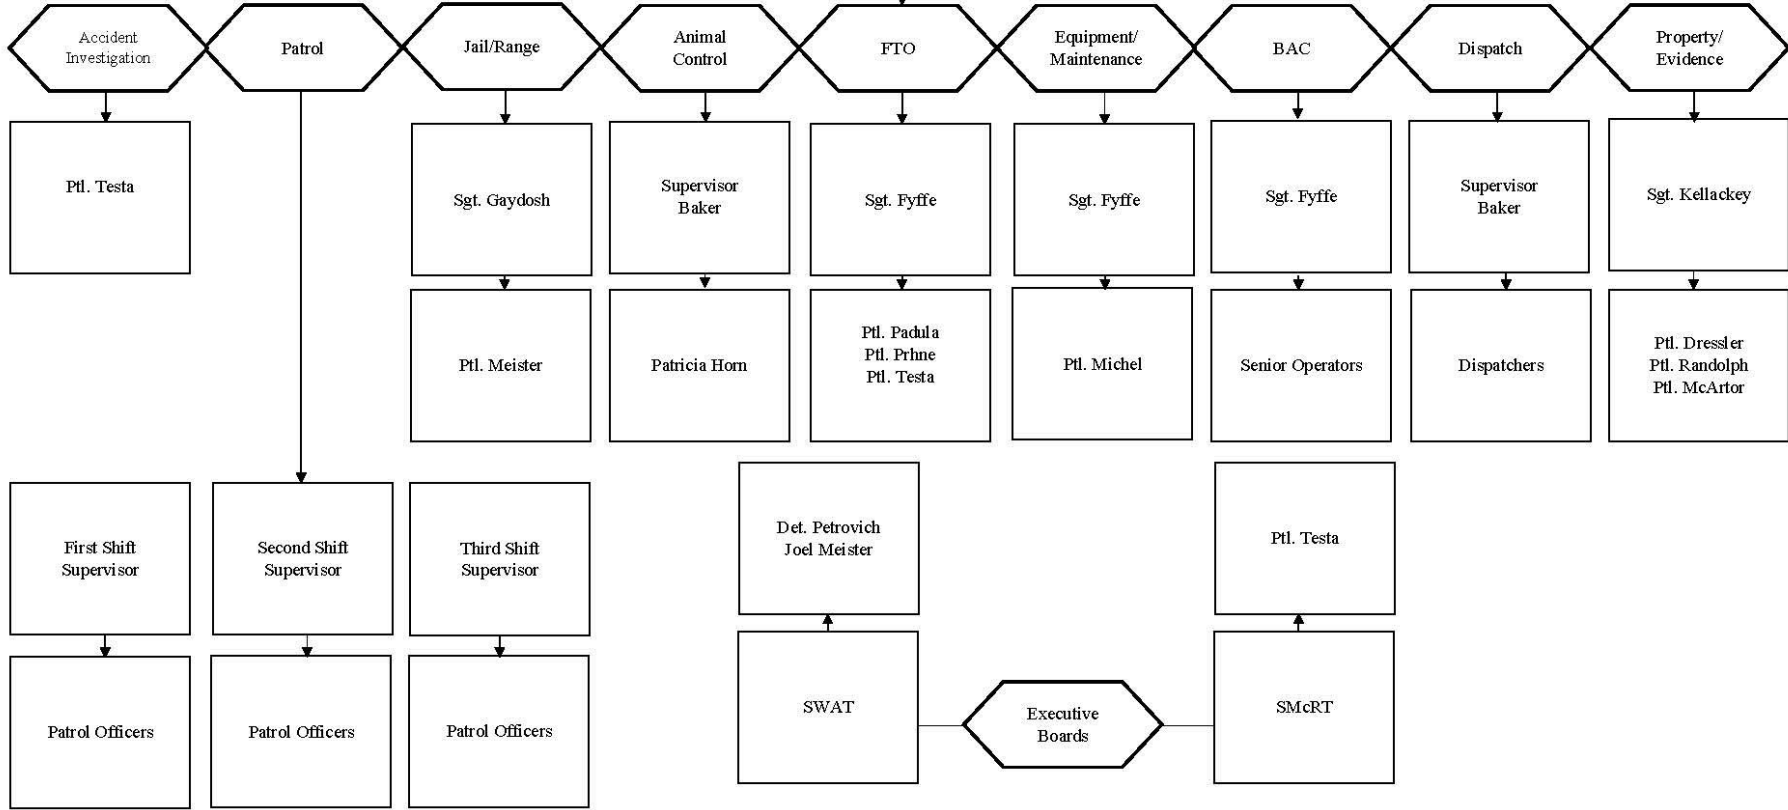 Accident
Investigation
Patrol
Jail/Range
Animal
Control
FTO
Equipment/
Maintenance
BAC
Dispatch
Property/
Evidence
Ptl. Testa
Sgt. Gaydosh
Supervisor
Baker
Sgt. Fyffe
Sgt. Fyffe
Sgt. Fyffe
Supervisor
Baker
Sgt. Kellackey
Ptl. Meister
Patricia Horn
Ptl. Padula
Ptl. Prhne
Ptl. Testa
Ptl. Michel
Senior Operators
Dispatchers
Ptl. Dressler
Ptl. Randolph
Ptl. McArtor
First Shift
Supervisor
Second Shift
Supervisor
Third Shift
Supervisor
Det. Petrovich
Joel Meister
Ptl. Testa
Patrol Officers
Patrol Officers
Patrol Officers
SWAT
Executive
Boards
SMcRT